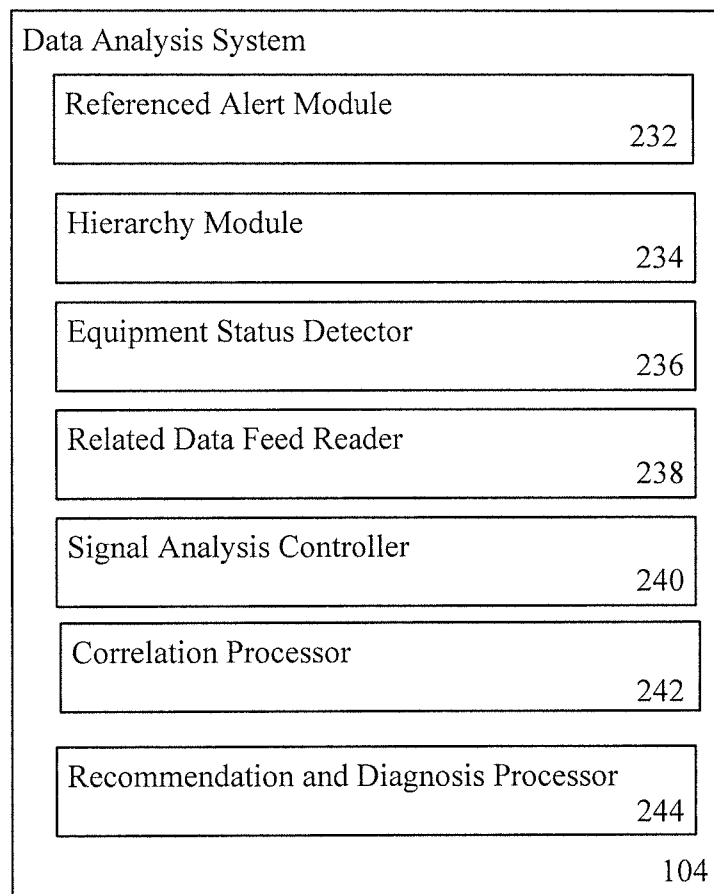 Data Analysis System
Referenced Alert Module
232
Hierarchy Module
234
Equipment Status Detector
236
Related Data Feed Reader
238
Signal Analysis Controller
240
Correlation Processor
242
Recommendation and Diagnosis Processor
244
104